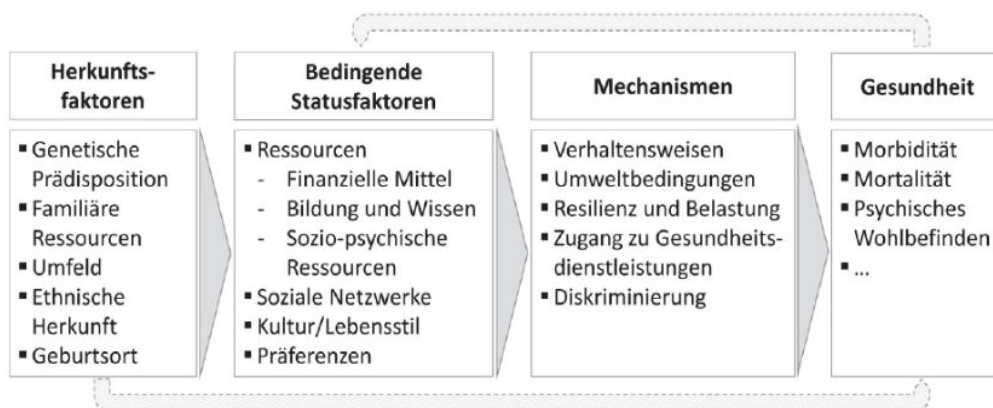 Herkunfts-
faktoren
▪ Genetische
Prädisposition
▪ Familiäre
Ressourcen
▪ Umfeld
▪ Ethnische
Herkunft
▪ Geburtsort
Bedingende
Statusfaktoren
▪ Ressourcen
- Finanzielle Mittel
- Bildung und Wissen
- Sozio-psychische
Ressourcen
▪ Soziale Netzwerke
▪ Kultur/Lebensstil
▪ Präferenzen
Mechanismen
▪ Verhaltensweisen
▪ Umweltbedingungen
▪ Resilienz und Belastung
▪ Zugang zu Gesundheits-
dienstleistungen
▪ Diskriminierung
Gesundheit
▪ Morbidität
▪ Mortalität
▪ Psychisches
Wohlbefinden
▪ ...